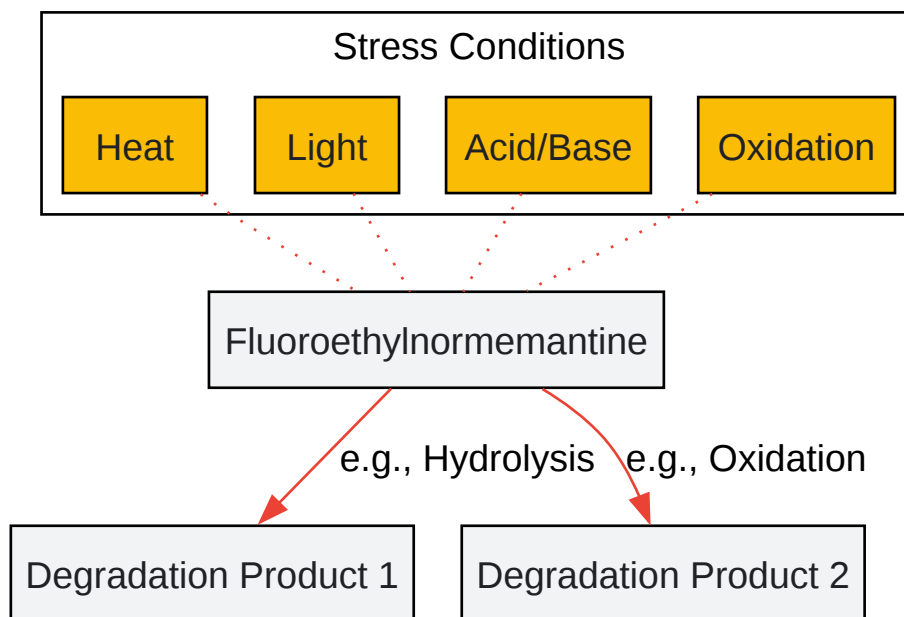 Stress Conditions
Heat
Light
Acid/Base
Oxidation
Fluoroethylnormemantine
e.g., Hydrolysis
e.g., Oxidation
Degradation Product 1
Degradation Product 2